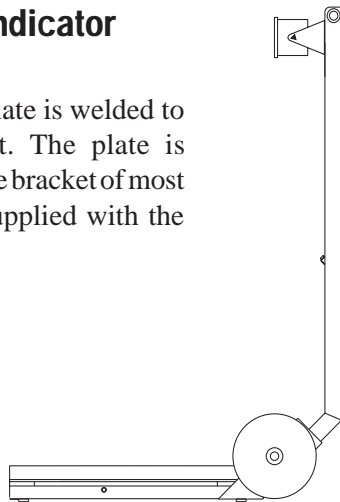 ndicator
late is welded to
t. The plate is
e bracket of most
upplied with the